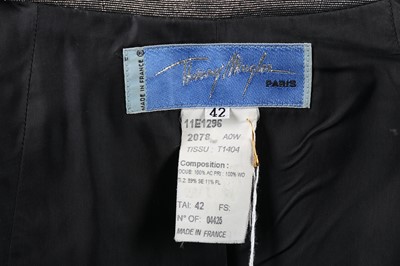 MADE IN FRANCE
Thierry Mugler
PARIS
42
11E1296
2078 A0W
TISSU : T1404
Composition :
TAI: 42 FS:
N° OF: 04425
MADE IN FRANCE